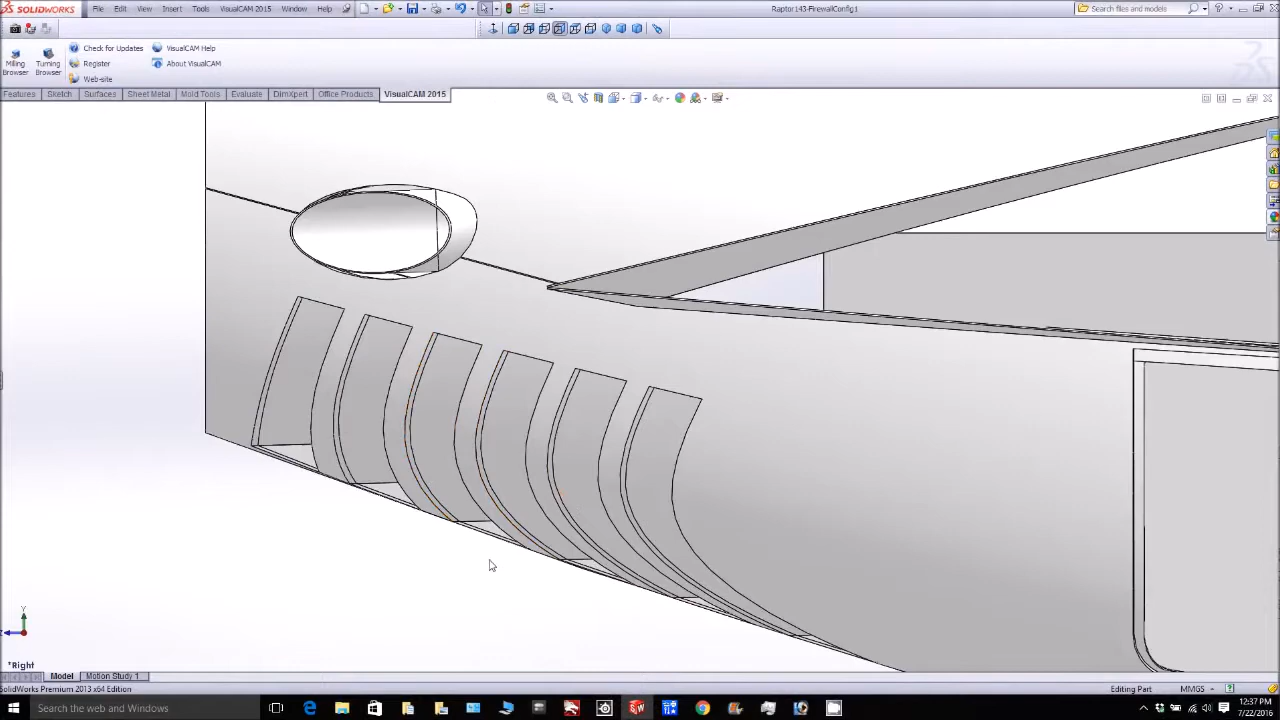 SOLIDWORKS File Edit View Insert Tools VisualCAM 2015 Window Help Raptor143-FirewallConfig1 Search files and models
Milling Browser
Turning Browser
Check for Updates
Register
Web-site
VisualCAM Help
About VisualCAM
Features Sketch Surfaces Sheet Metal Mold Tools Evaluate DimXpert Office Products VisualCAM 2015
Y
*Right
Model Motion Study 1
SolidWorks Premium 2013 x64 Edition Editing Part MMGS
Search the web and Windows
12:37 PM
7/22/2016